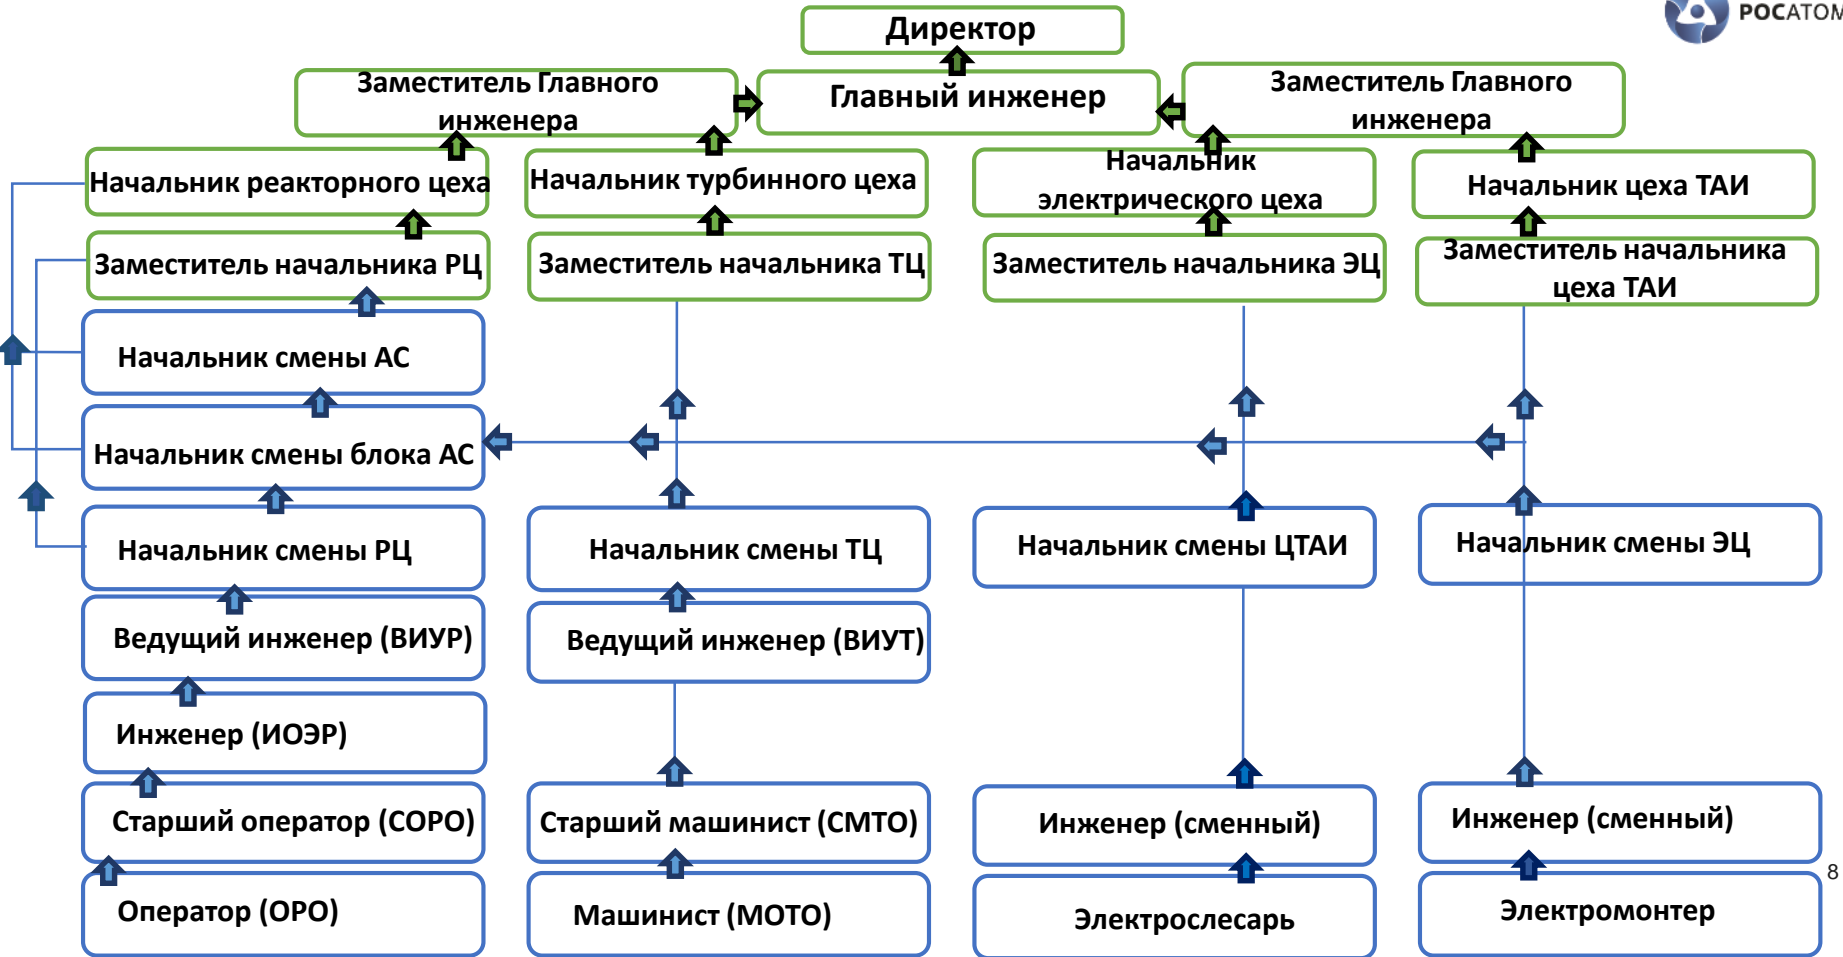 РОСАТОМ
Директор
Заместитель Главного
инженера
Главный инженер
Заместитель Главного
инженера
Начальник реакторного цеха
Начальник турбинного цеха
Начальник
электрического цеха
Начальник цеха ТАИ
Заместитель начальника РЦ
Заместитель начальника ТЦ
Заместитель начальника ЭЦ
Заместитель начальника
цеха ТАИ
Начальник смены АС
Начальник смены блока АС
Начальник смены РЦ
Начальник смены ТЦ
Начальник смены ЦТАИ
Начальник смены ЭЦ
Ведущий инженер (ВИУР)
Ведущий инженер (ВИУТ)
Инженер (ИОЭР)
Старший оператор (СОРО)
Старший машинист (СМТО)
Инженер (сменный)
Инженер (сменный)
8
Оператор (ОРО)
Машинист (МОТО)
Электрослесарь
Электромонтер